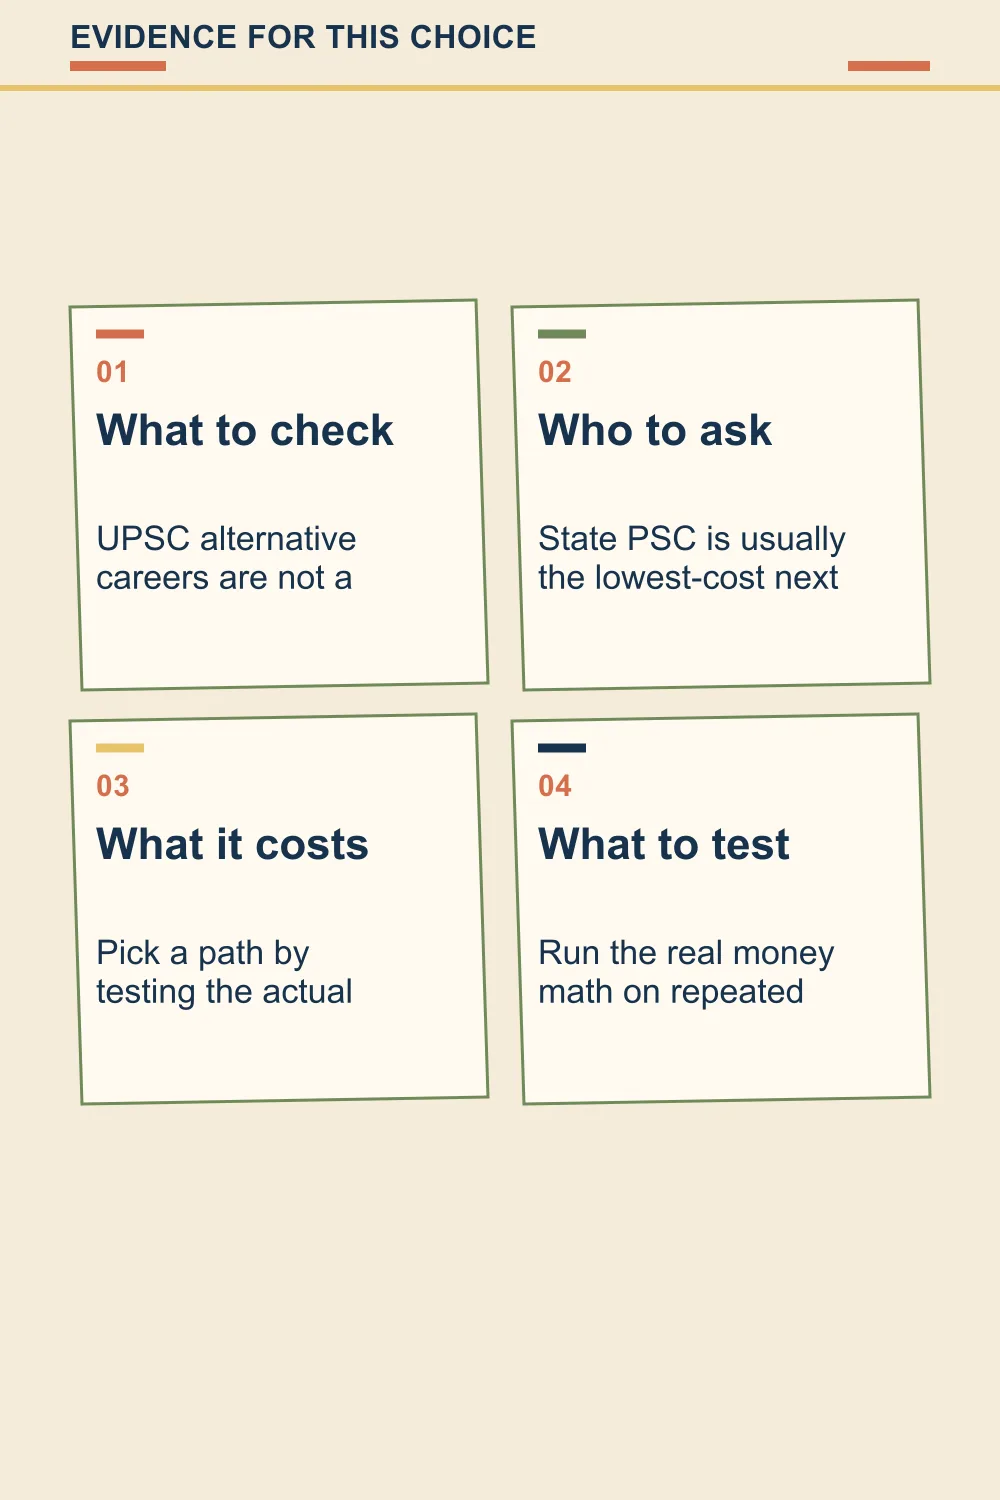 EVIDENCE FOR THIS CHOICE
01
What to check
UPSC alternative
careers are not a
02
Who to ask
State PSC is usually
the lowest-cost next
03
What it costs
Pick a path by
testing the actual
04
What to test
Run the real money
math on repeated